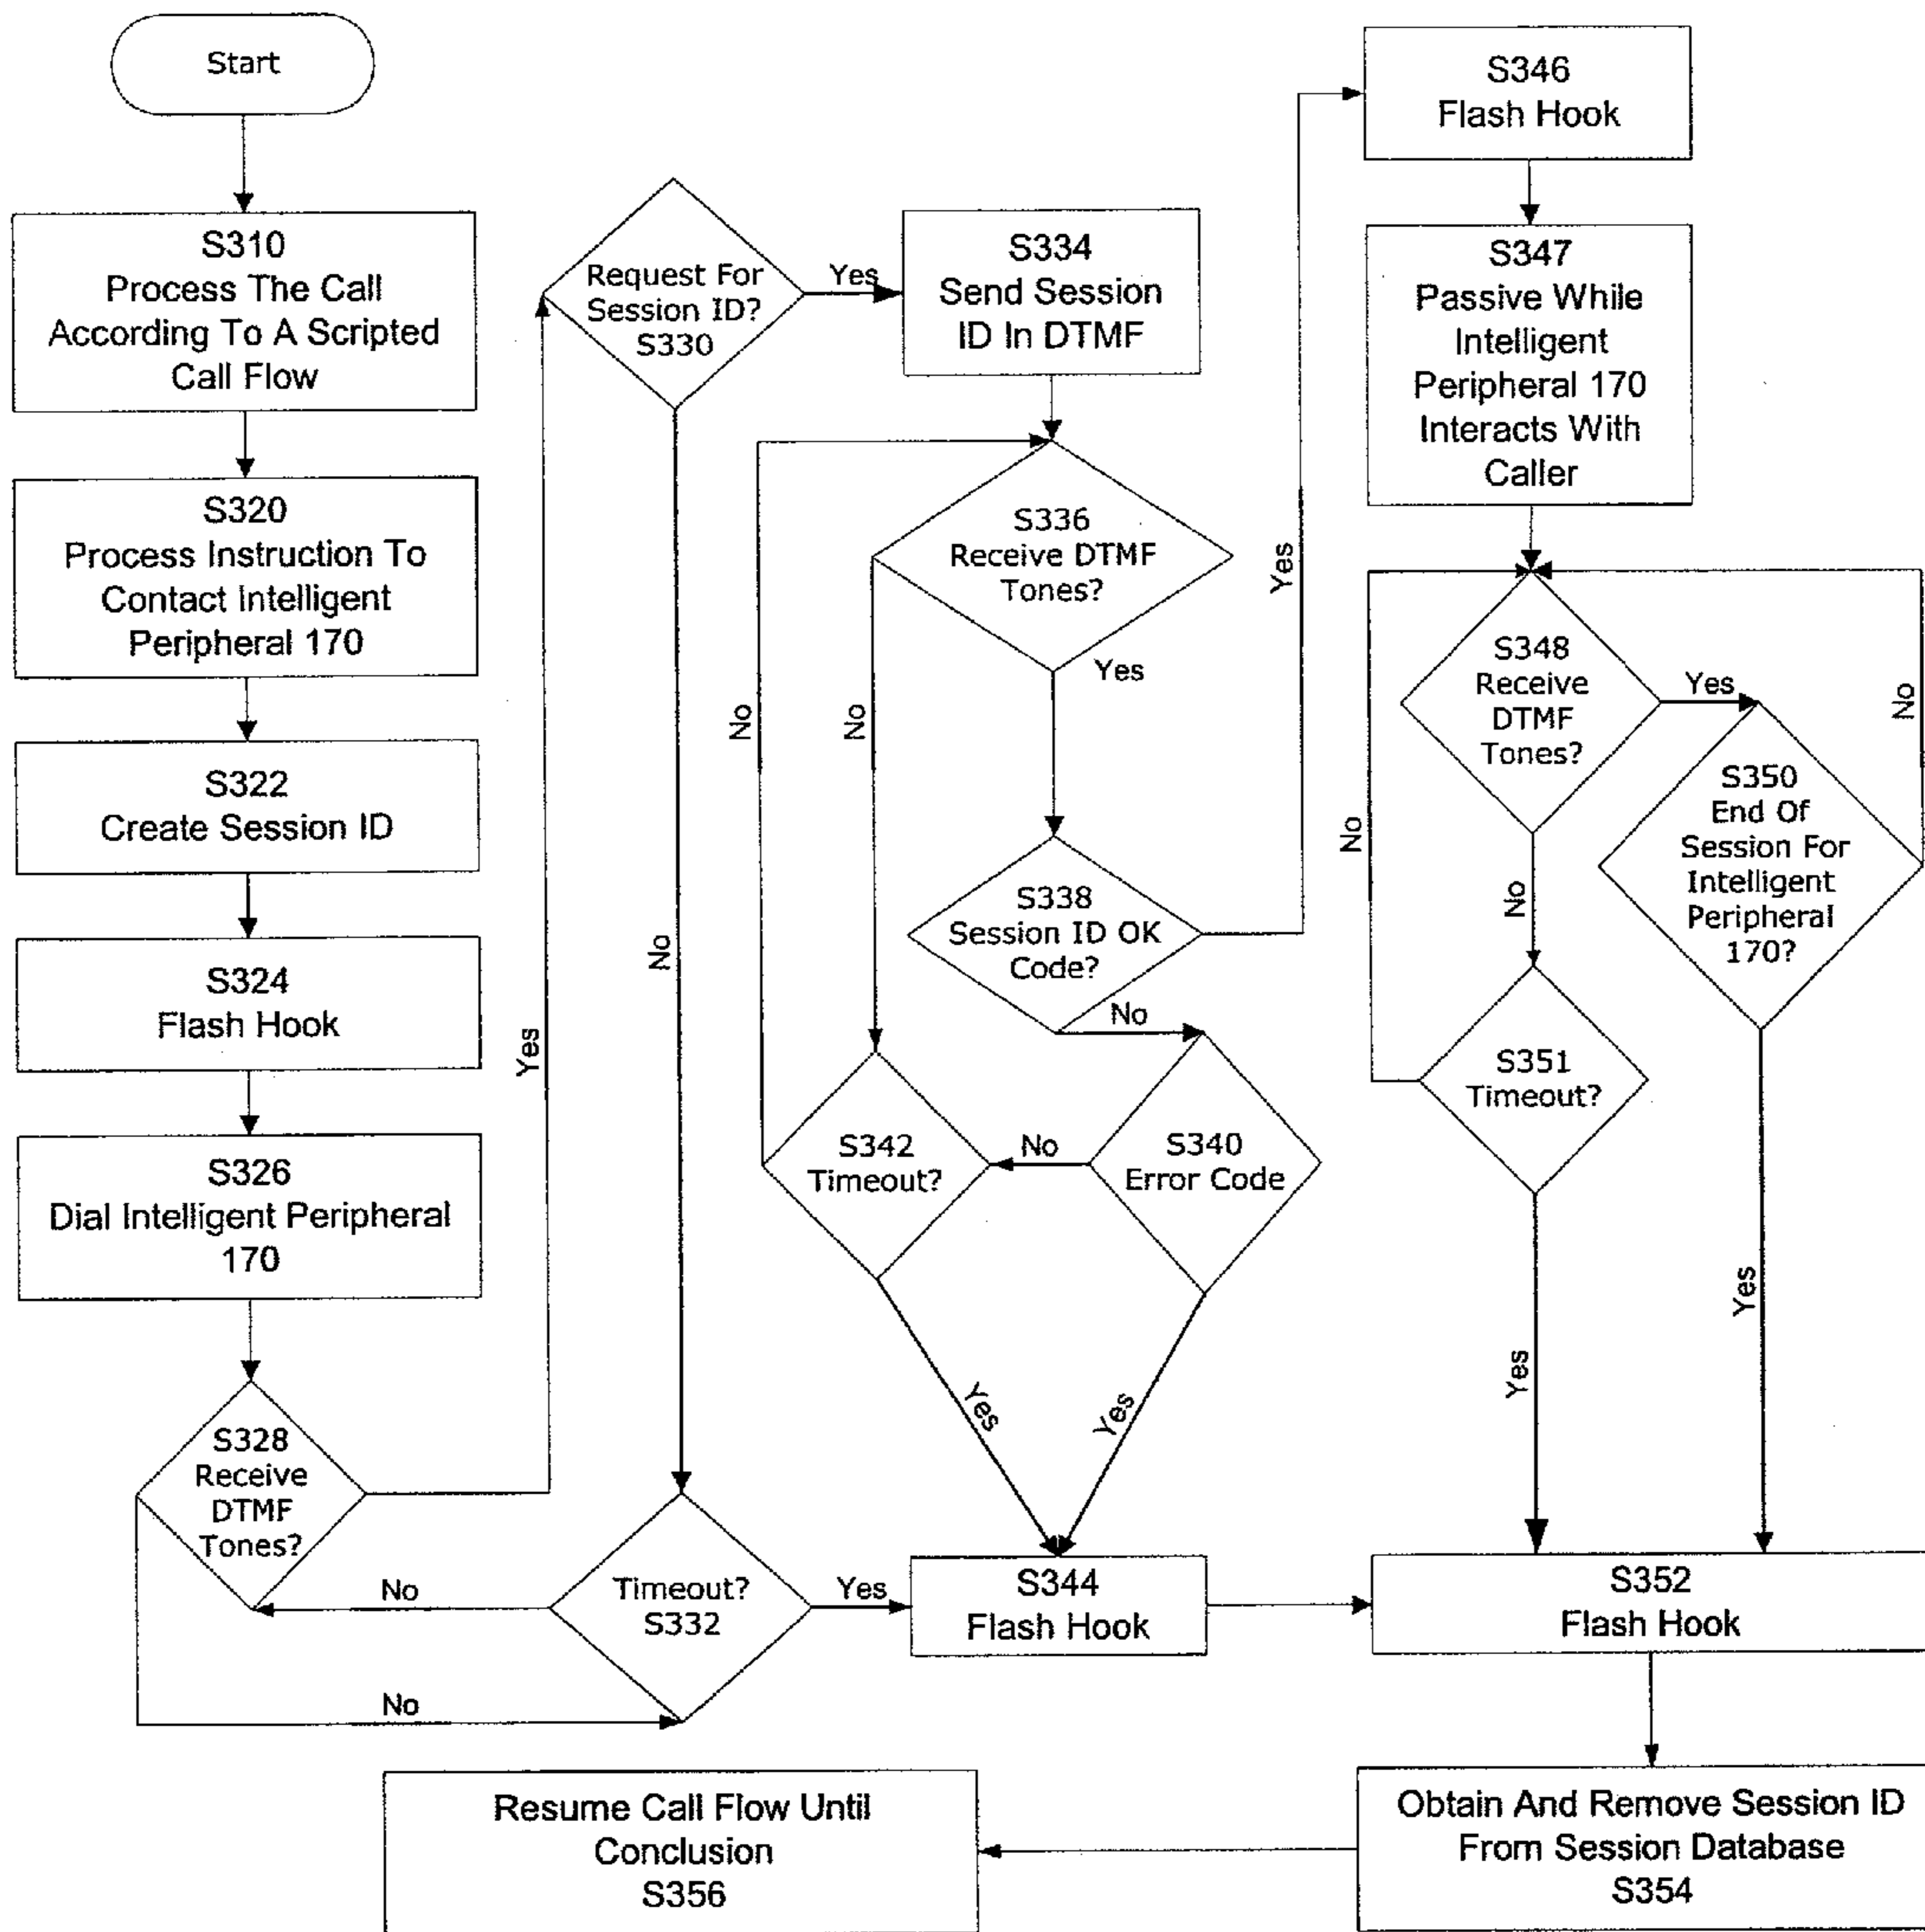 Start
S310
Process The Call
According To A Scripted
Call Flow
S320
Process Instruction To
Contact Intelligent
Peripheral 170
S322
Create Session ID
S324
Flash Hook
S326
Dial Intelligent Peripheral
170
S328
Receive
DTMF
Tones?
Yes
No
No
Request For
Session ID?
S330
Yes
No
Timeout?
S332
Yes
S334
Send Session
ID In DTMF
S336
Receive DTMF
Tones?
No
No
Yes
S338
Session ID OK
Code?
Yes
No
S342
Timeout?
No
S340
Error Code
Yes
Yes
S344
Flash Hook
S346
Flash Hook
S347
Passive While
Intelligent
Peripheral 170
Interacts With
Caller
S348
Receive
DTMF
Tones?
Yes
No
No
No
S350
End Of
Session For
Intelligent
Peripheral
170?
S351
Timeout?
Yes
Yes
S352
Flash Hook
Obtain And Remove Session ID
From Session Database
S354
Resume Call Flow Until
Conclusion
S356